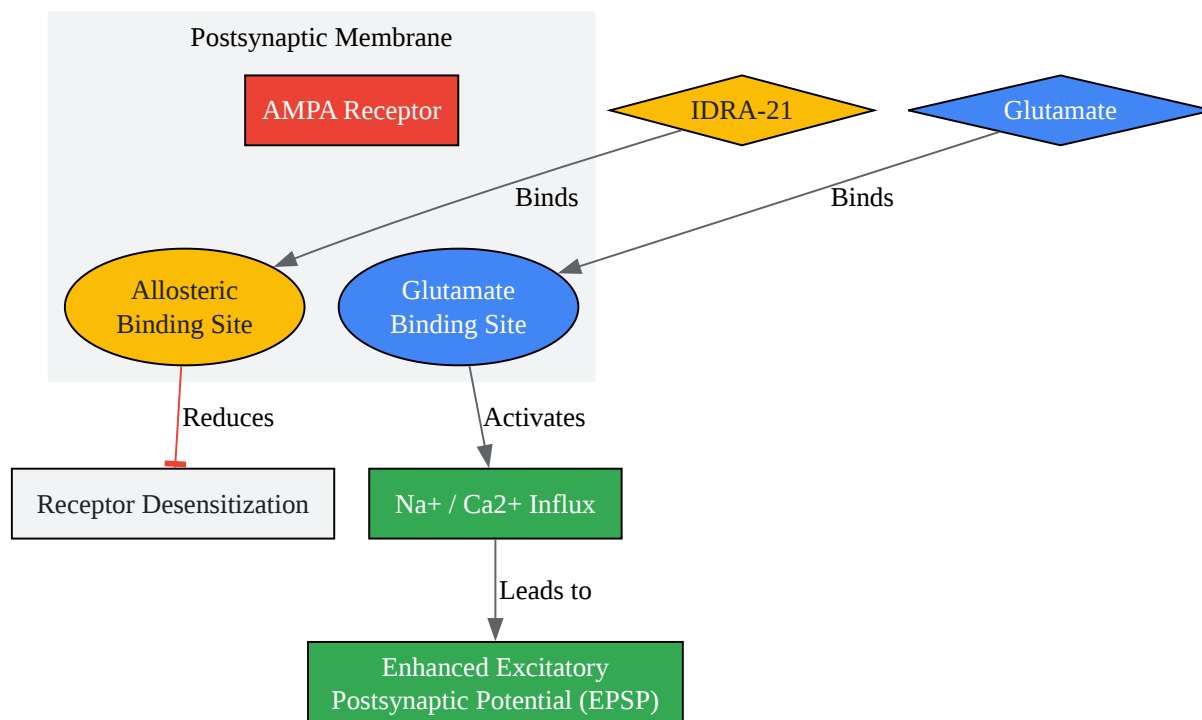 Postsynaptic Membrane
AMPA Receptor
IDRA-21
Glutamate
Binds
Binds
Allosteric
Binding Site
Glutamate
Binding Site
Reduces
Activates
Receptor Desensitization
Na+ / Ca2+ Influx
Leads to
Enhanced Excitatory
Postsynaptic Potential (EPSP)